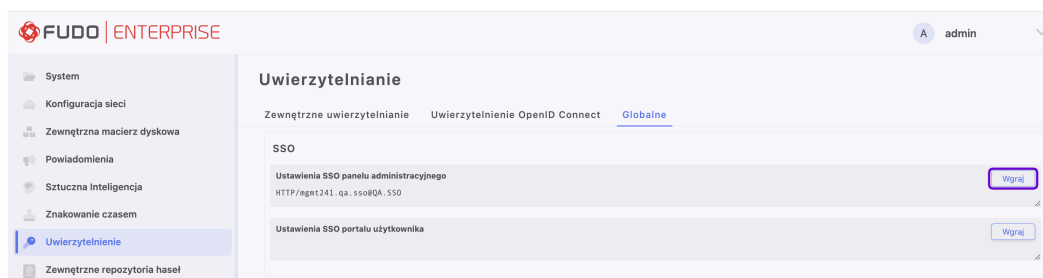 FUDO | ENTERPRISE
A admin
System
Konfiguracja sieci
Zewnętrzna macierz dyskowa
Powiadomienia
Sztuczna Inteligencja
Znakowanie czasem
Uwierzytelnienie
Zewnętrzne repozytoria haseł
Uwierzytelnianie
Zewnętrzne uwierzytelnianie Uwierzytelnienie OpenID Connect Globalne
SSO
Ustawienia SSO panelu administracyjnego
Wgraj
HTTP/mgmt241.qa.sso@QA.SSO
Ustawienia SSO portalu użytkownika
Wgraj